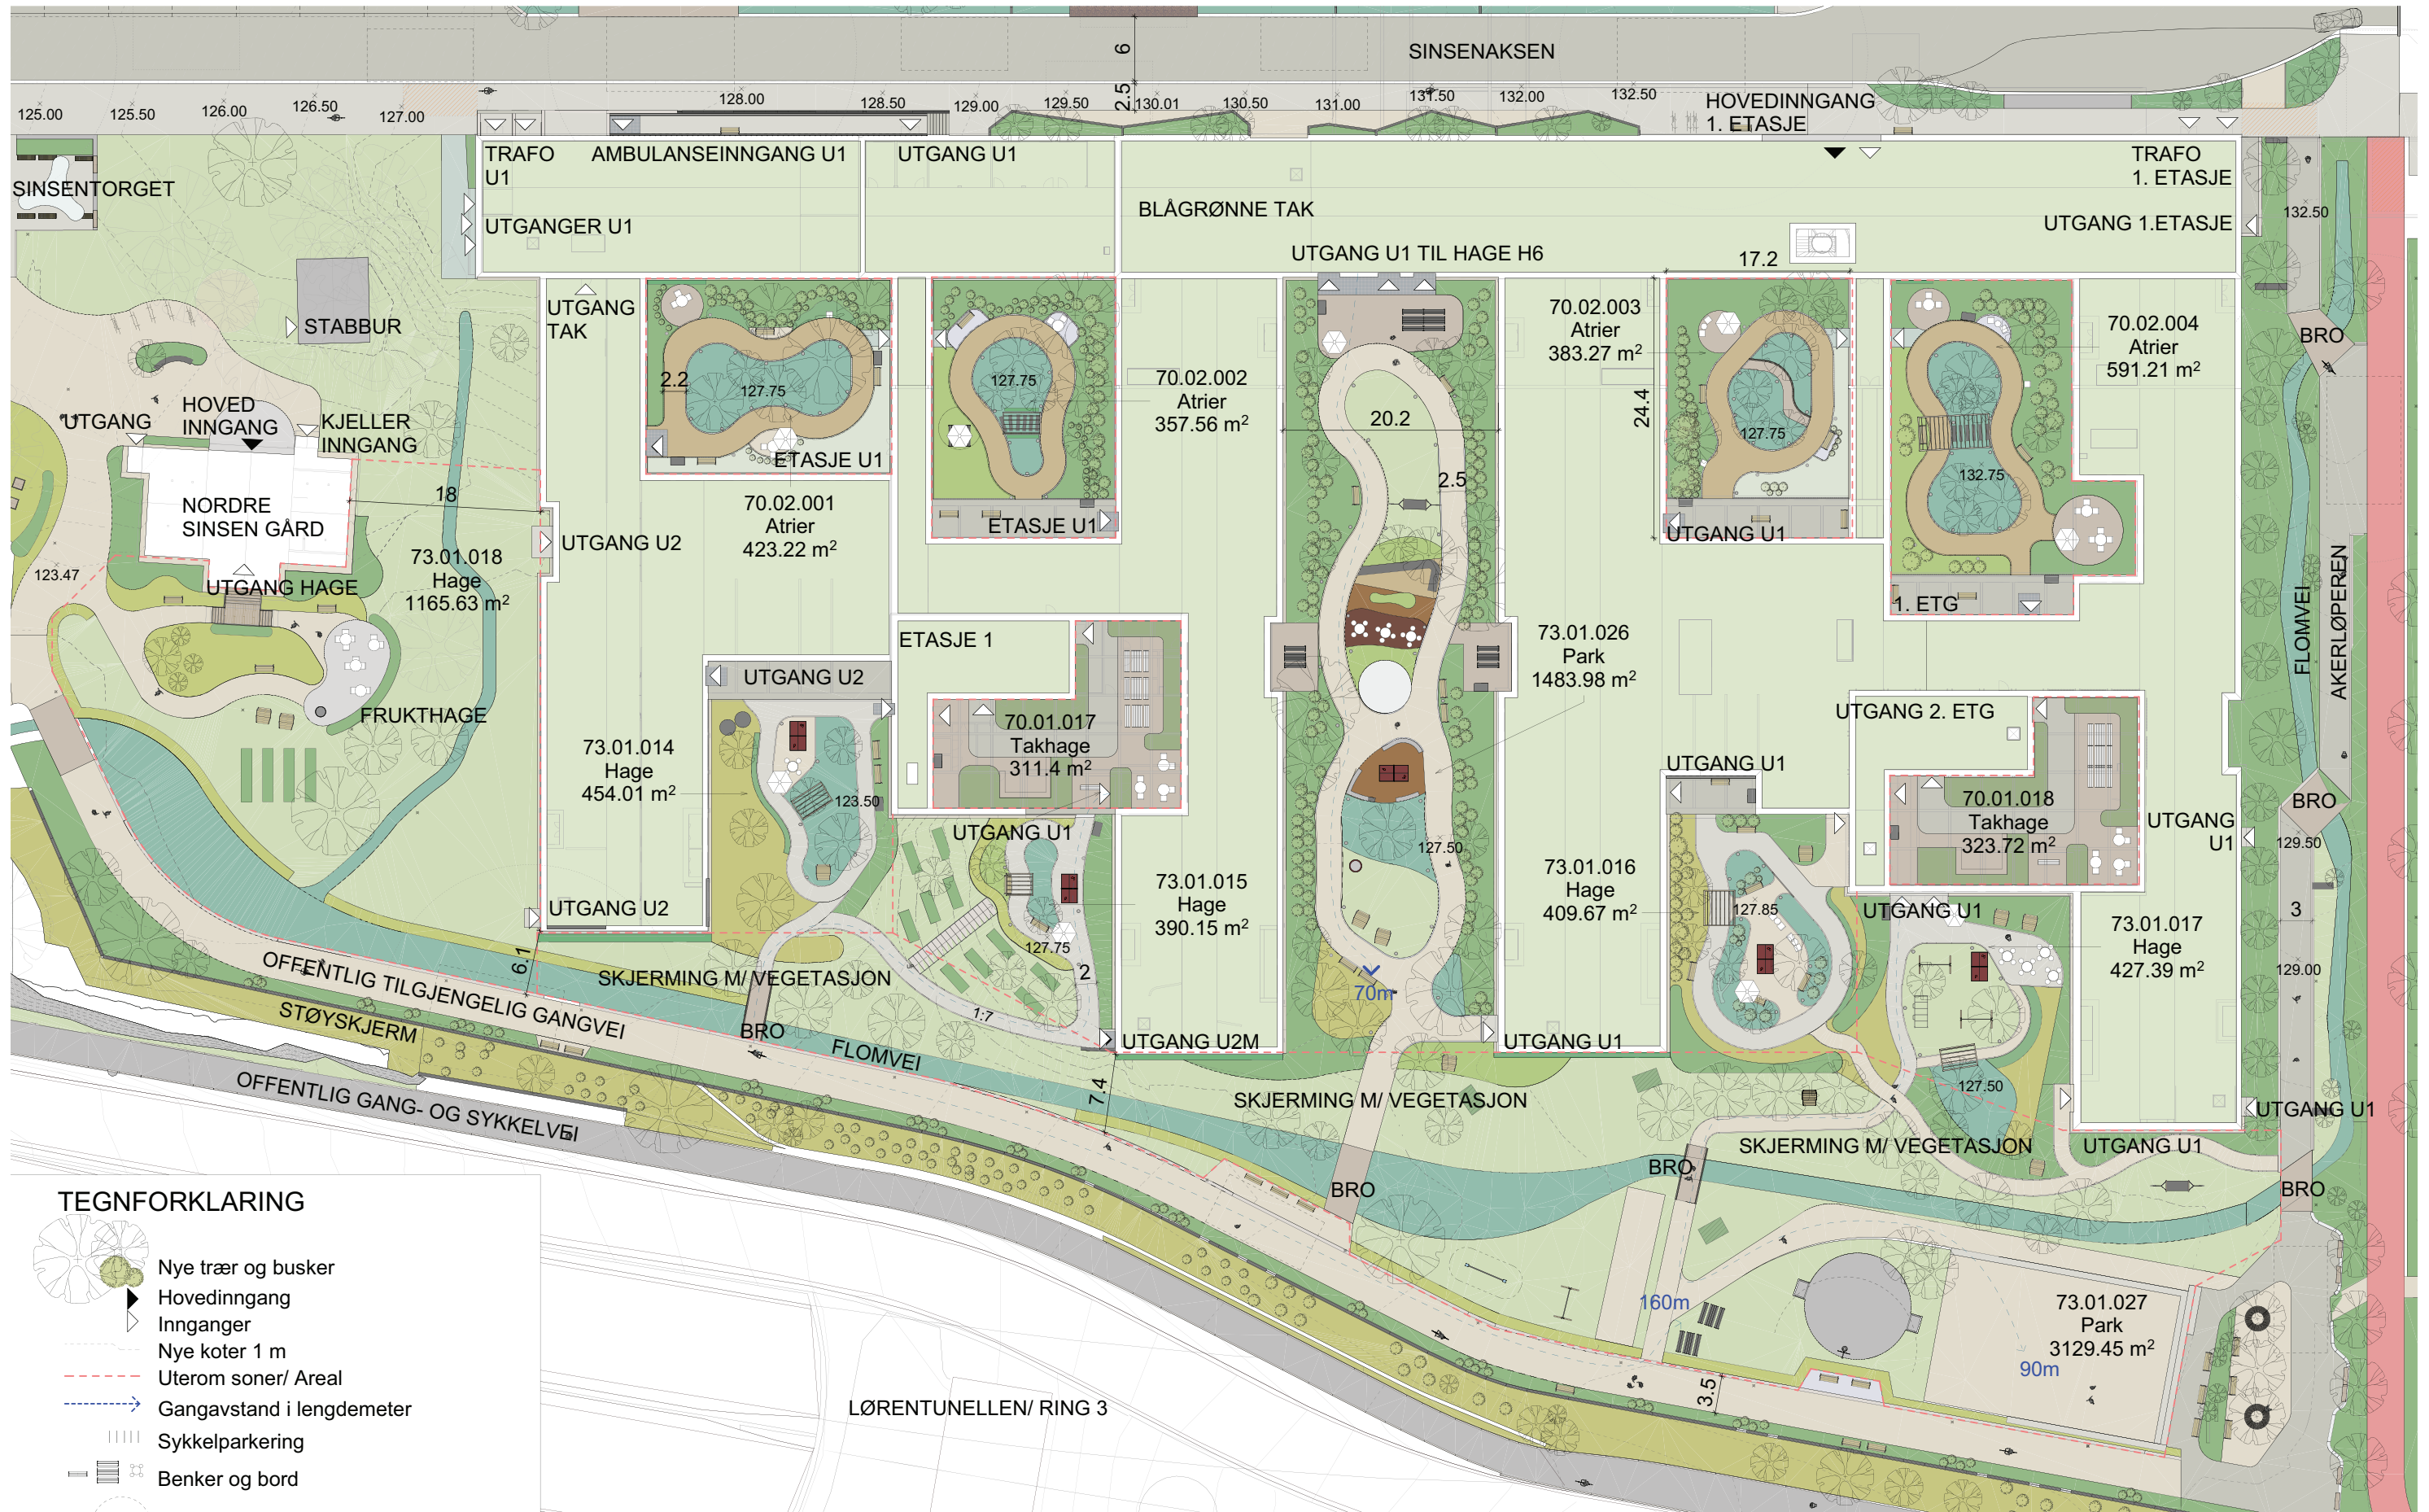 SINSENAKSEN
6
2.5
125.00
125.50
126.00
126.50
127.00
128.00
128.50
129.00
129.50
130.01
130.50
131.00
131.50
132.00
132.50
HOVEDINNGANG
1. ETASJE
TRAFO
U1
AMBULANSEINNGANG U1
UTGANG U1
TRAFO
1. ETASJE
SINSENTORGET
UTGANGER U1
BLÅGRØNNE TAK
UTGANG 1.ETASJE
132.50
UTGANG U1 TIL HAGE H6
17.2
STABBUR
UTGANG
TAK
70.02.003
Atrier
383.27 m²
70.02.004
Atrier
591.21 m²
BRO
2.2
127.75
127.75
70.02.002
Atrier
357.56 m²
24.4
20.2
127.75
UTGANG
HOVED
INNGANG
KJELLER
INNGANG
ETASJE U1
2.5
132.75
18
NORDRE
SINSEN GÅRD
70.02.001
Atrier
423.22 m²
ETASJE U1
UTGANG U1
UTGANG U2
73.01.018
Hage
1165.63 m²
123.47
UTGANG HAGE
1. ETG
FLOMVEI
AKERLØPEREN
ETASJE 1
73.01.026
Park
1483.98 m²
UTGANG U2
FRUKTHAGE
70.01.017
Takhage
311.4 m²
UTGANG 2. ETG
73.01.014
Hage
454.01 m²
UTGANG U1
123.50
70.01.018
Takhage
323.72 m²
BRO
UTGANG
U1
129.50
UTGANG U1
127.50
73.01.015
Hage
390.15 m²
73.01.016
Hage
409.67 m²
UTGANG U2
127.85
UTGANG U1
3
73.01.017
Hage
427.39 m²
127.75
2
6.1
OFFENTLIG TILGJENGELIG GANGVEI
SKJERMING M/ VEGETASJON
70m
129.00
STØYSKJERM
1:7
BRO
UTGANG U2M
UTGANG U1
FLOMVEI
OFFENTLIG GANG- OG SYKKELVEI
7.4
SKJERMING M/ VEGETASJON
127.50
UTGANG U1
SKJERMING M/ VEGETASJON
UTGANG U1
BRO
BRO
BRO
TEGNFORKLARING
Nye trær og busker
Hovedinngang
Innganger
Nye koter 1 m
Uterom soner/ Areal
Gangavstand i lengdemeter
Sykkelparkering
Benker og bord
160m
73.01.027
Park
3129.45 m²
90m
3.5
LØRENTUNELLEN/ RING 3